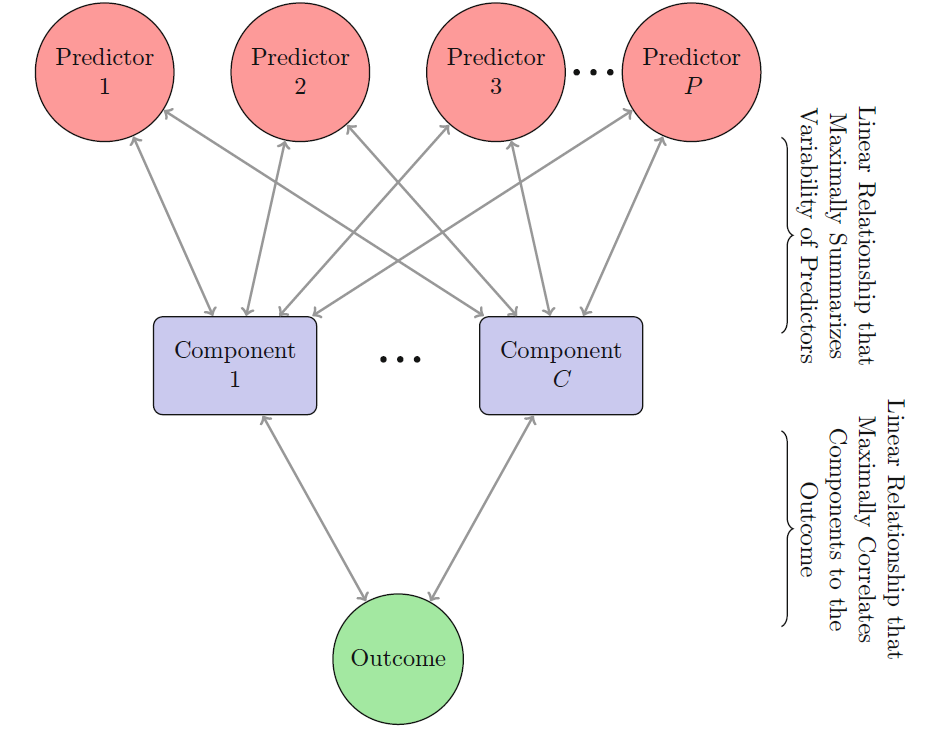 Predictor
1
Predictor
2
Predictor
3
Predictor
P
Linear Relationship that
Maximally Summarizes
Variability of Predictors
Component
1
Component
C
Linear Relationship that
Maximally Correlates
Components to the
Outcome
Outcome